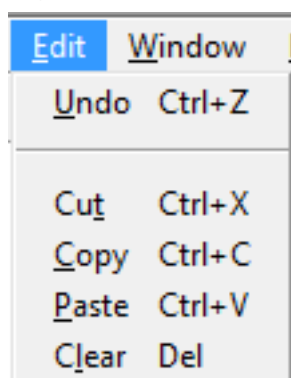 Edit Window
Undo Ctrl+Z
Cut Ctrl+X
Copy Ctrl+C
Paste Ctrl+V
Clear Del